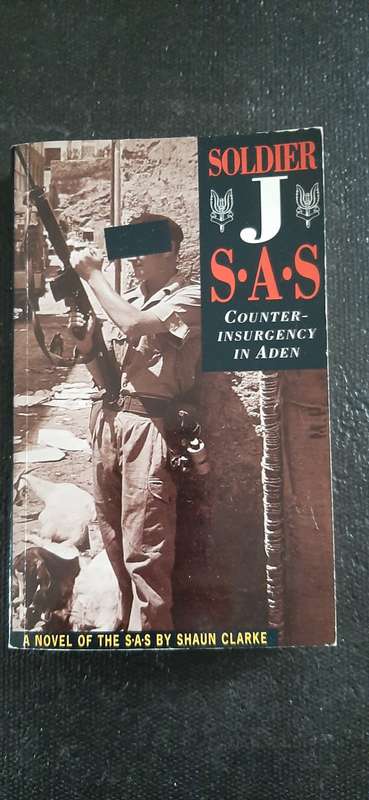 SOLDIER
J
S·A·S
COUNTER-
INSURGENCY
IN ADEN
A NOVEL OF THE S·A·S BY SHAUN CLARKE